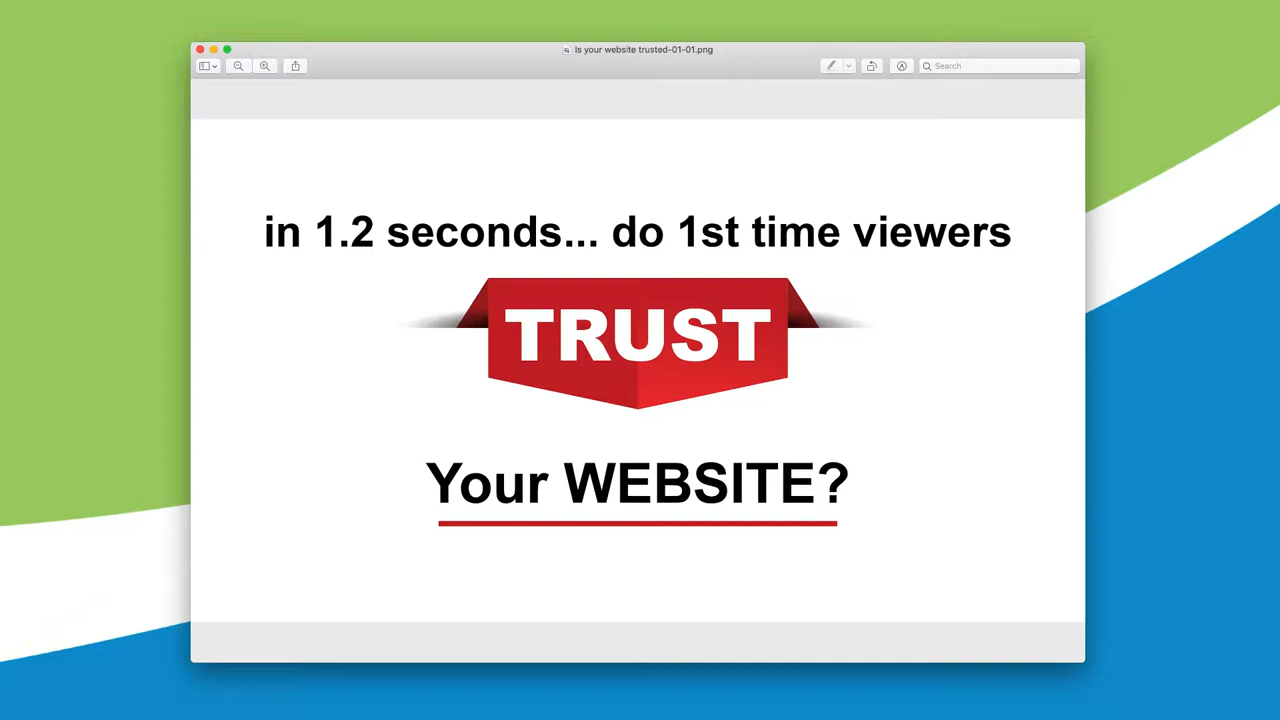 Is your website trusted-01-01.png
Search
in 1.2 seconds... do 1st time viewers
TRUST
Your WEBSITE?